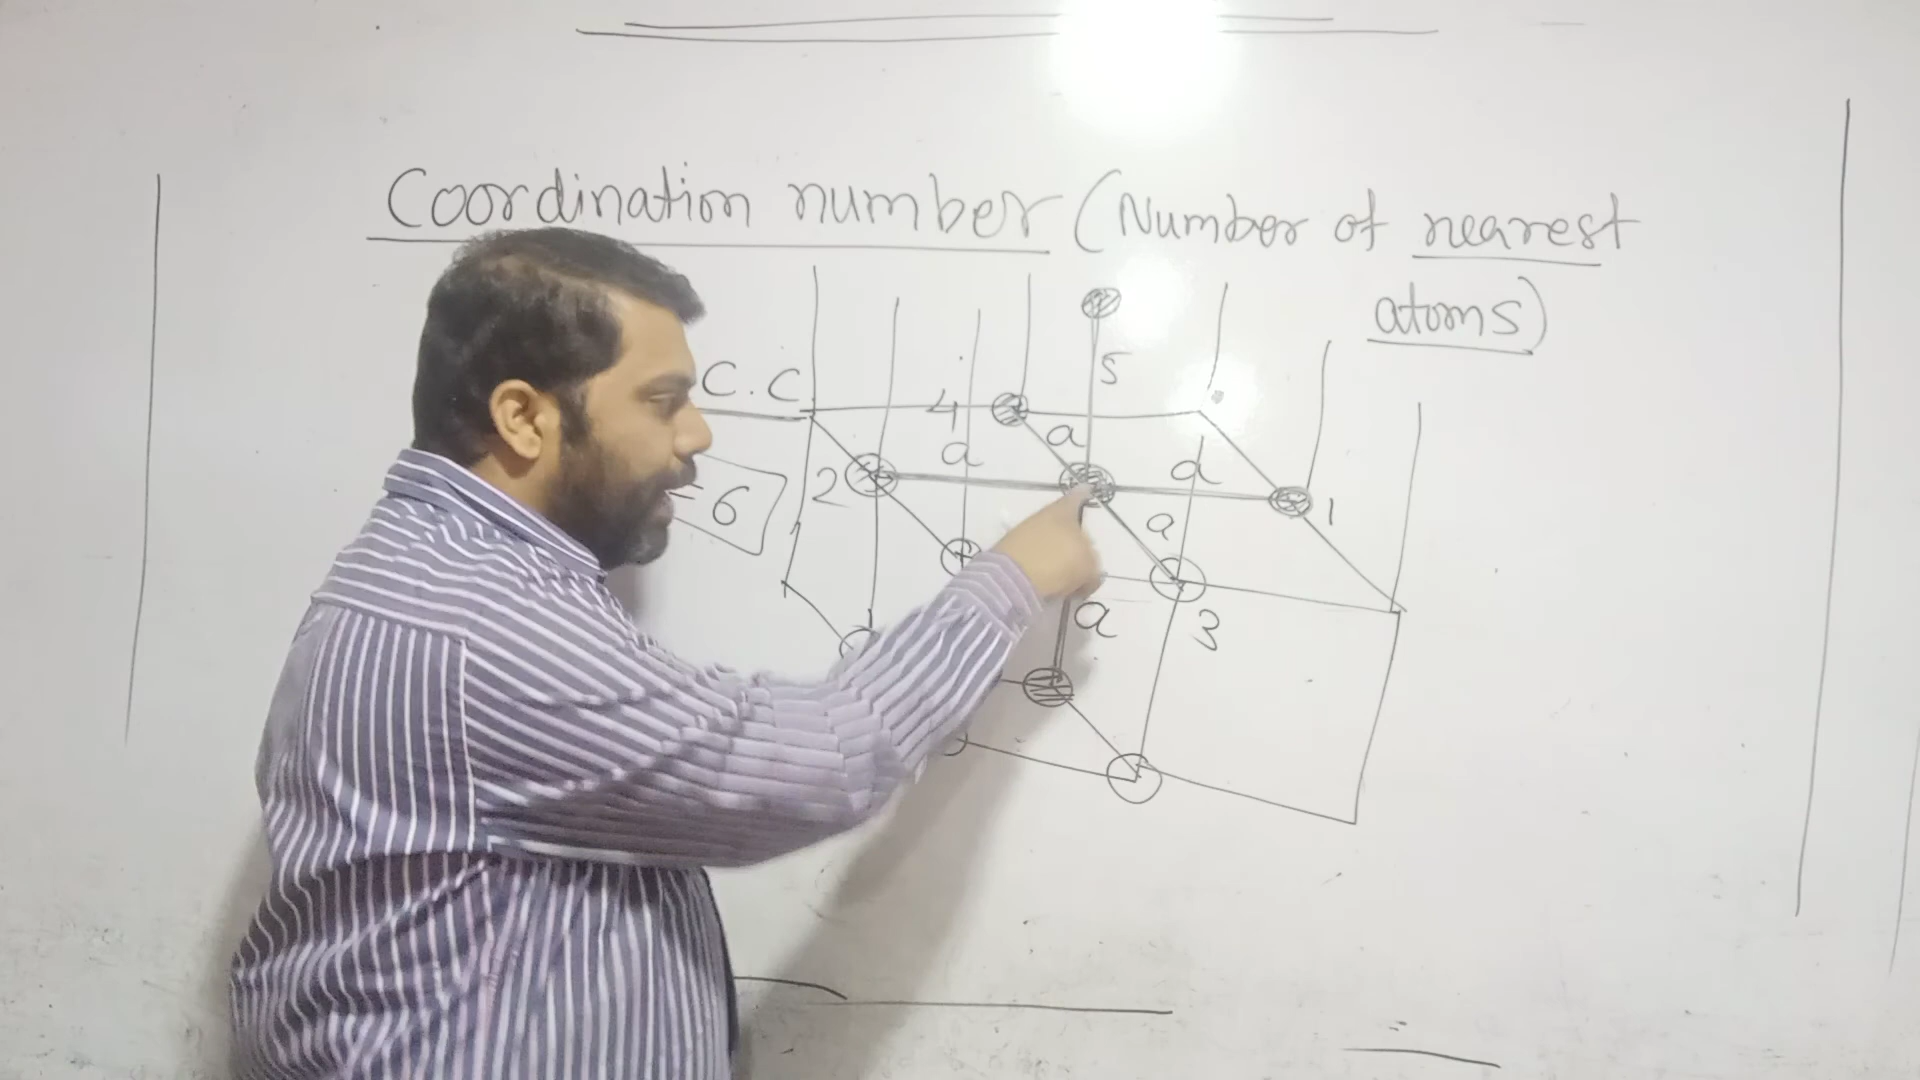 Coordination number (Number of nearest
atoms)
C.C
= 6
5
4
a
a
a
2
1
a
a
3